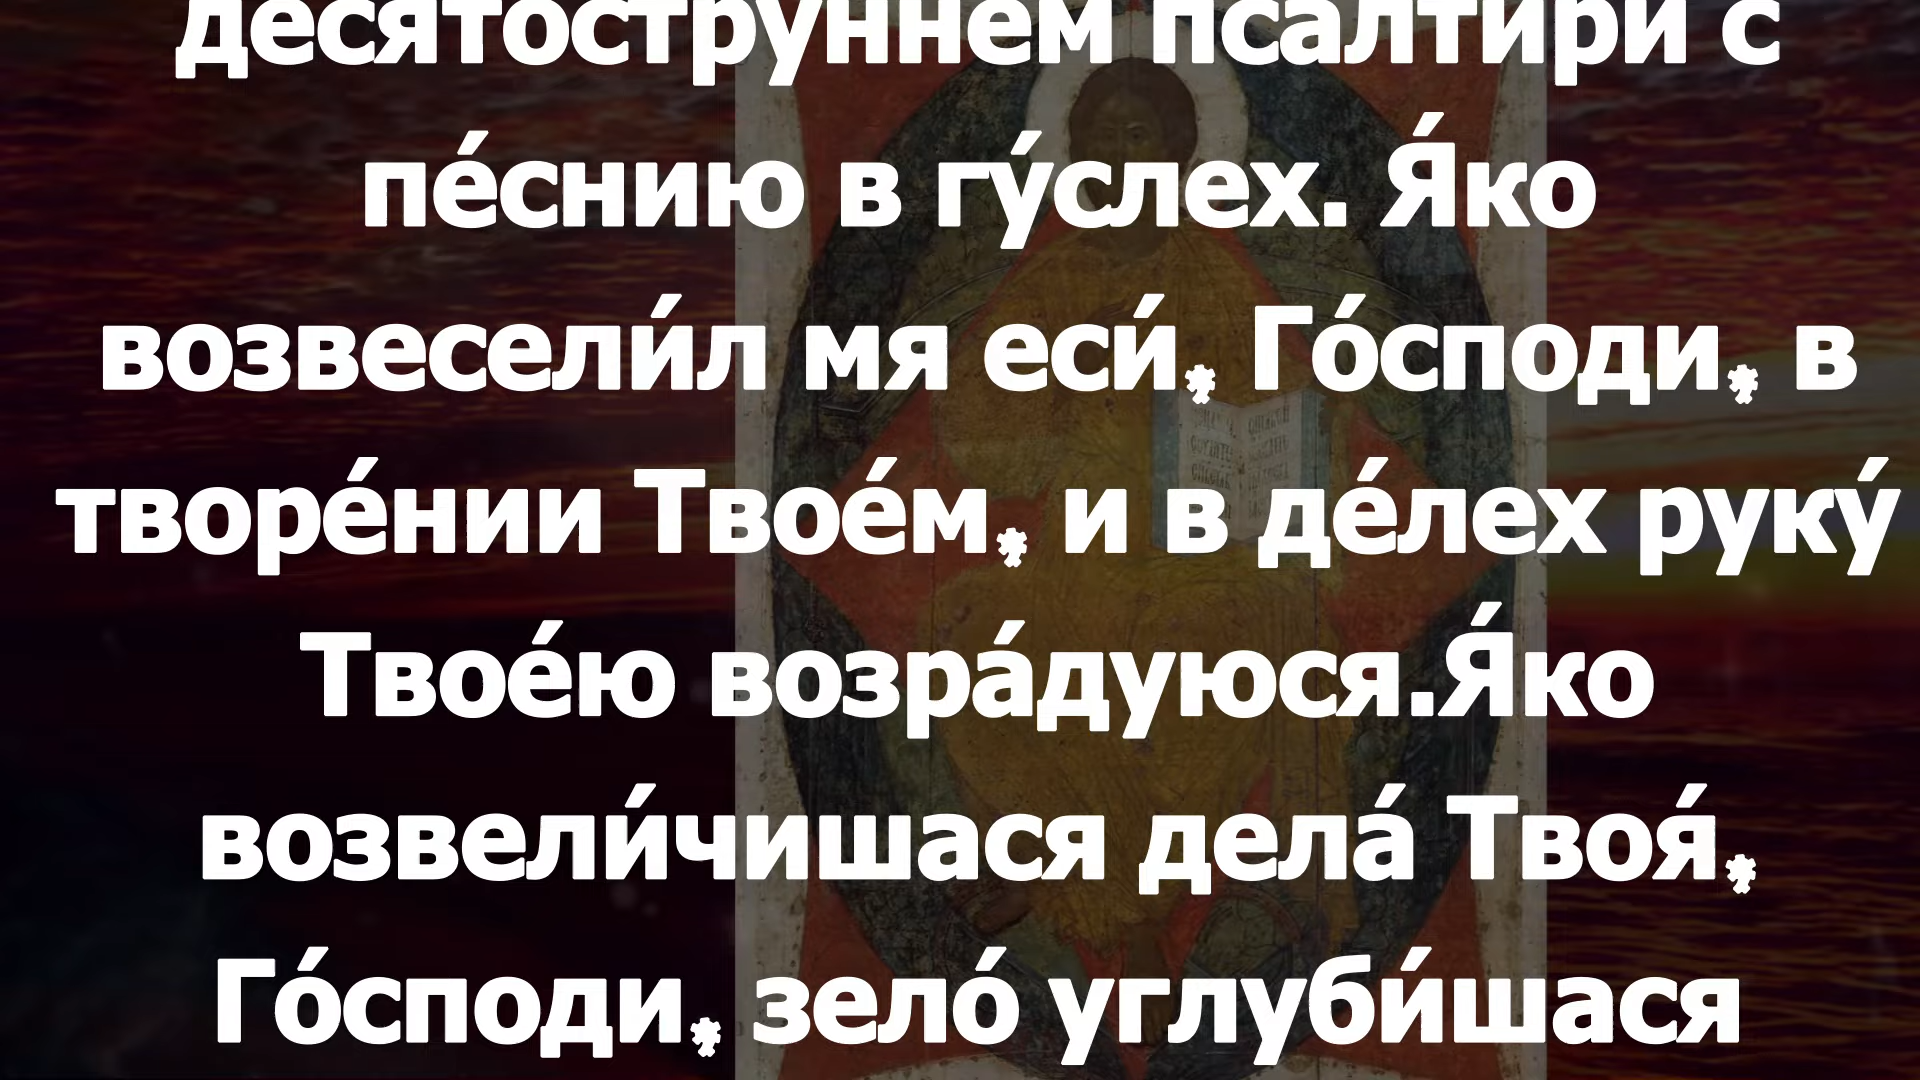 десятоструннем псалтири с
пе́снию в гу́слех. Я́ко
возвесели́л мя еси́, Го́споди, в
творе́нии Твое́м, и в де́лех руку́
Твое́ю возра́дуюся.Я́ко
возвели́чишася дела́ Твоя́,
Го́споди, зело́ углуби́шася